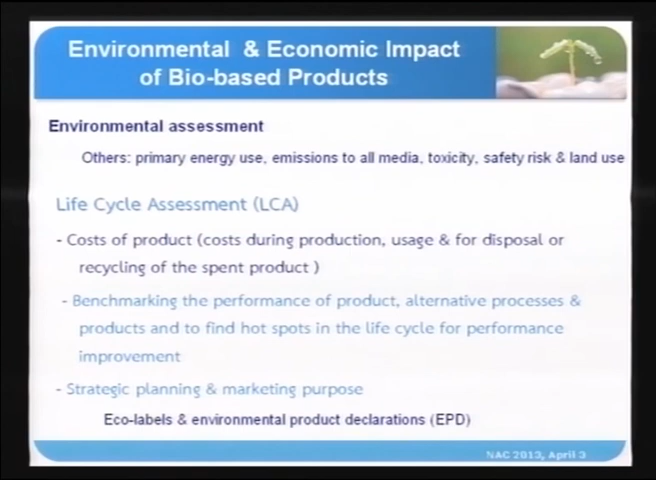 Environmental & Economic Impact
of Bio-based Products
Environmental assessment
Others: primary energy use, emissions to all media, toxicity, safety risk & land use
Life Cycle Assessment (LCA)
- Costs of product (costs during production, usage & for disposal or
recycling of the spent product )
- Benchmarking the performance of product, alternative processes &
products and to find hot spots in the life cycle for performance
improvement
- Strategic planning & marketing purpose
Eco-labels & environmental product declarations (EPD)
NAC 2013, April 3